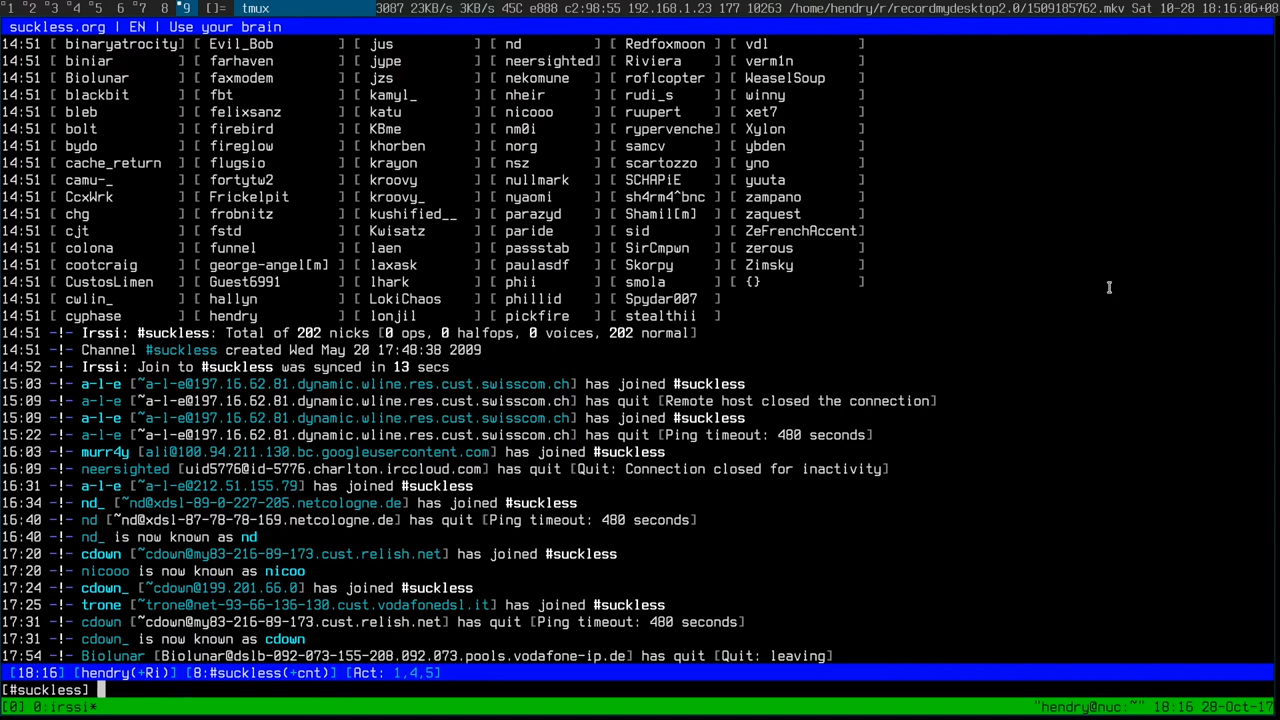 1 2 3 4 5 6 7 8 9 []= tmux 3087 23KB/s 3KB/s 45C e888 c2:98:55 192.168.1.23 177 10263 /home/hendry/r/recordmydesktop2.0/1509185762.mkv Sat 10-28 18:16:06+08
suckless.org | EN | Use your brain
14:51 [ binaryatrocity] [ Evil_Bob ] [ jus ] [ nd ] [ Redfoxmoon ] [ vdl ]
14:51 [ biniar ] [ farhaven ] [ jype ] [ neersighted] [ Riviera ] [ verm1n ]
14:51 [ Biolunar ] [ faxmodem ] [ jzs ] [ nekomune ] [ roflcopter ] [ WeaselSoup ]
14:51 [ blackbit ] [ fbt ] [ kamyl_ ] [ nheir ] [ rudi_s ] [ winny ]
14:51 [ bleb ] [ felixsanz ] [ katu ] [ nicooo ] [ ruupert ] [ xet7 ]
14:51 [ bolt ] [ firebird ] [ KBme ] [ nm0i ] [ rypervenche] [ Xylon ]
14:51 [ bydo ] [ fireglow ] [ khorben ] [ norg ] [ samcv ] [ ybden ]
14:51 [ cache_return ] [ flugsio ] [ krayon ] [ nsz ] [ scartozzo ] [ yno ]
14:51 [ camu-_ ] [ fortytw2 ] [ kroovy ] [ nullmark ] [ SCHAPiE ] [ yuuta ]
14:51 [ CcxWrk ] [ Frickelpit ] [ kroovy_ ] [ nyaomi ] [ sh4rm4^bnc ] [ zampano ]
14:51 [ chg ] [ frobnitz ] [ kushified__ ] [ parazyd ] [ Shamil[m] ] [ zaquest ]
14:51 [ cjt ] [ fstd ] [ Kwisatz ] [ paride ] [ sid ] [ ZeFrenchAccent]
14:51 [ colona ] [ funnel ] [ laen ] [ passstab ] [ SirCmpwn ] [ zerous ]
14:51 [ cootcraig ] [ george-angel[m] ] [ laxask ] [ paulasdf ] [ Skorpy ] [ Zimsky ]
14:51 [ CustosLimen ] [ Guest6991 ] [ lhark ] [ phii ] [ smola ] [ {} ]
14:51 [ cwlin_ ] [ hallyn ] [ LokiChaos ] [ phillid ] [ Spydar007 ]
14:51 [ cyphase ] [ hendry ] [ lonjil ] [ pickfire ] [ stealthii ]
14:51 -!- Irssi: #suckless: Total of 202 nicks [0 ops, 0 halfops, 0 voices, 202 normal]
14:51 -!- Channel #suckless created Wed May 20 17:48:38 2009
14:52 -!- Irssi: Join to #suckless was synced in 13 secs
15:03 -!- a-l-e [~a-l-e@197.16.62.81.dynamic.wline.res.cust.swisscom.ch] has joined #suckless
15:09 -!- a-l-e [~a-l-e@197.16.62.81.dynamic.wline.res.cust.swisscom.ch] has quit [Remote host closed the connection]
15:09 -!- a-l-e [~a-l-e@197.16.62.81.dynamic.wline.res.cust.swisscom.ch] has joined #suckless
15:22 -!- a-l-e [~a-l-e@197.16.62.81.dynamic.wline.res.cust.swisscom.ch] has quit [Ping timeout: 480 seconds]
16:03 -!- murr4y [ali@100.94.211.130.bc.googleusercontent.com] has joined #suckless
16:09 -!- neersighted [uid5776@id-5776.charlton.irccloud.com] has quit [Quit: Connection closed for inactivity]
16:31 -!- a-l-e [~a-l-e@212.51.155.79] has joined #suckless
16:34 -!- nd_ [~nd@xdsl-89-0-227-205.netcologne.de] has joined #suckless
16:40 -!- nd [~nd@xdsl-87-78-78-169.netcologne.de] has quit [Ping timeout: 480 seconds]
16:40 -!- nd_ is now known as nd
17:20 -!- cdown [~cdown@my83-216-89-173.cust.relish.net] has joined #suckless
17:20 -!- nicooo is now known as nicoo
17:24 -!- cdown_ [~cdown@199.201.66.0] has joined #suckless
17:25 -!- trone [~trone@net-93-66-136-130.cust.vodafonedsl.it] has joined #suckless
17:31 -!- cdown [~cdown@my83-216-89-173.cust.relish.net] has quit [Ping timeout: 480 seconds]
17:31 -!- cdown_ is now known as cdown
17:54 -!- Biolunar [Biolunar@dslb-092-073-155-208.092.073.pools.vodafone-ip.de] has quit [Quit: leaving]
[18:16] [hendry(+Ri)] [8:#suckless(+cnt)] [Act: 1,4,5]
[#suckless]
[0] 0:irssi* "hendry@nuc:~" 18:16 28-Oct-17